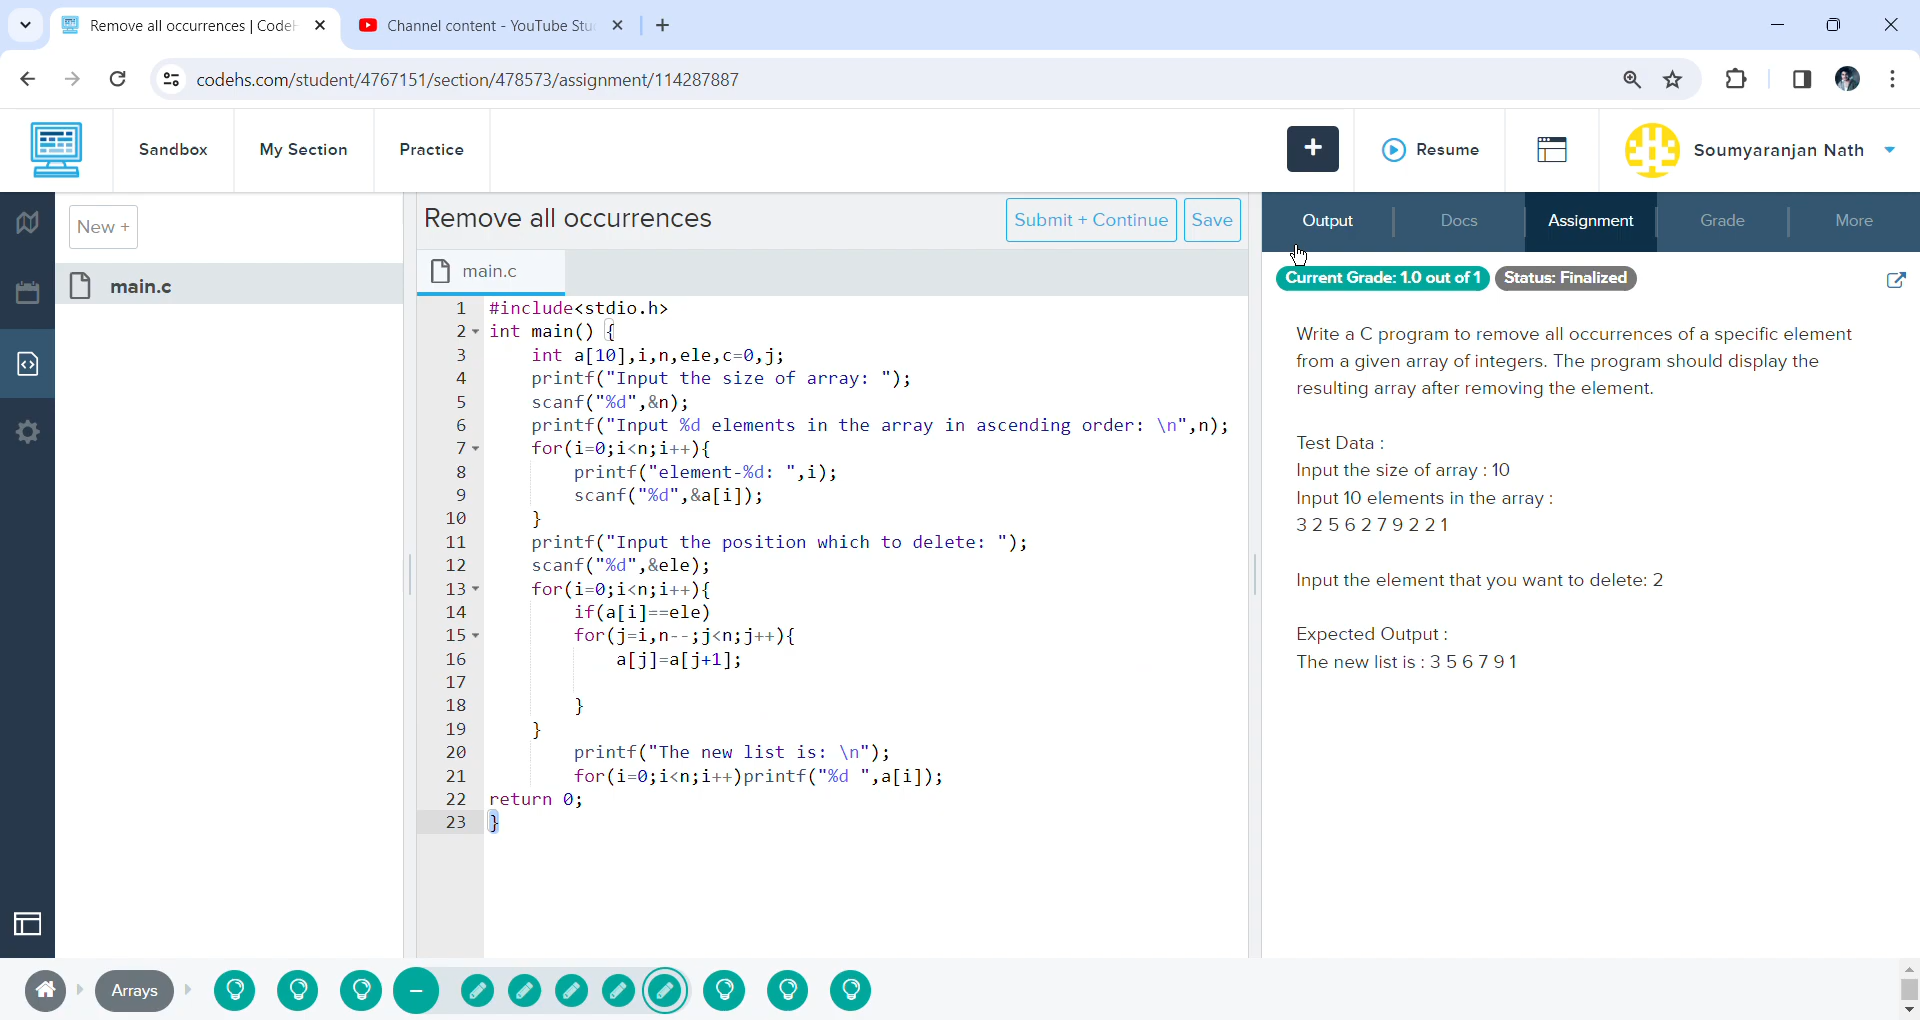 Remove all occurrences | CodeH
Channel content - YouTube Stu
codehs.com/student/4767151/section/478573/assignment/114287887
Sandbox
My Section
Practice
+
Resume
Soumyaranjan Nath
New +
main.c
Remove all occurrences
Submit + Continue
Save
main.c
1 #include<stdio.h>
2 int main() {
3 int a[10],i,n,ele,c=0,j;
4 printf("Input the size of array: ");
5 scanf("%d",&n);
6 printf("Input %d elements in the array in ascending order: \n",n);
7 for(i=0;i<n;i++){
8 printf("element-%d: ",i);
9 scanf("%d",&a[i]);
10 }
11 printf("Input the position which to delete: ");
12 scanf("%d",&ele);
13 for(i=0;i<n;i++){
14 if(a[i]==ele)
15 for(j=i,n--;j<n;j++){
16 a[j]=a[j+1];
17
18 }
19 }
20 printf("The new list is: \n");
21 for(i=0;i<n;i++)printf("%d ",a[i]);
22 return 0;
23 }
Output
Docs
Assignment
Grade
More
Current Grade: 1.0 out of 1
Status: Finalized
Write a C program to remove all occurrences of a specific element
from a given array of integers. The program should display the
resulting array after removing the element.
Test Data :
Input the size of array : 10
Input 10 elements in the array :
3 2 5 6 2 7 9 2 2 1
Input the element that you want to delete: 2
Expected Output :
The new list is : 3 5 6 7 9 1
Arrays